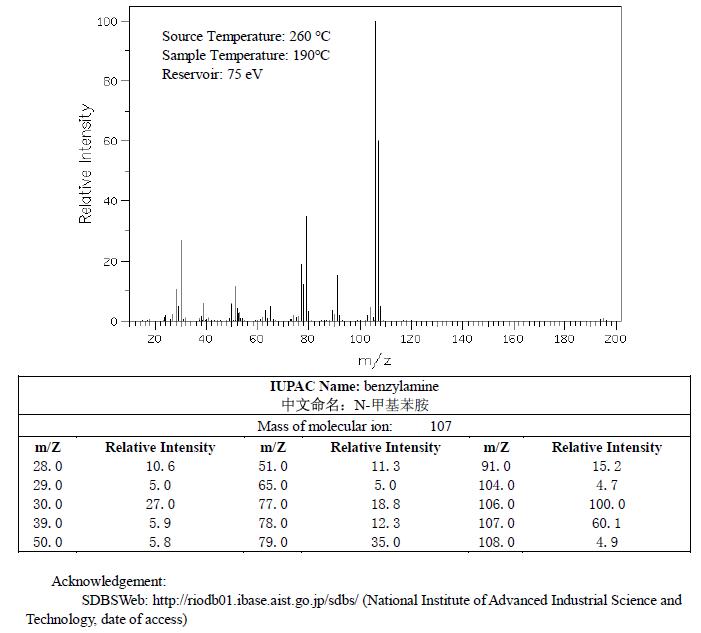 Source Temperature: 260 °C
Sample Temperature: 190°C
Reservoir: 75 eV
100
80
60
40
20
0
Relative Intensity
20 40 60 80 100 120 140 160 180 200
m/z
IUPAC Name: benzylamine
中文命名：N-甲基苯胺
Mass of molecular ion: 107
m/Z Relative Intensity m/Z Relative Intensity m/Z Relative Intensity
28.0 10.6 51.0 11.3 91.0 15.2
29.0 5.0 65.0 5.0 104.0 4.7
30.0 27.0 77.0 18.8 106.0 100.0
39.0 5.9 78.0 12.3 107.0 60.1
50.0 5.8 79.0 35.0 108.0 4.9
Acknowledgement:
SDBSWeb: http://riodb01.ibase.aist.go.jp/sdbs/ (National Institute of Advanced Industrial Science and
Technology, date of access)